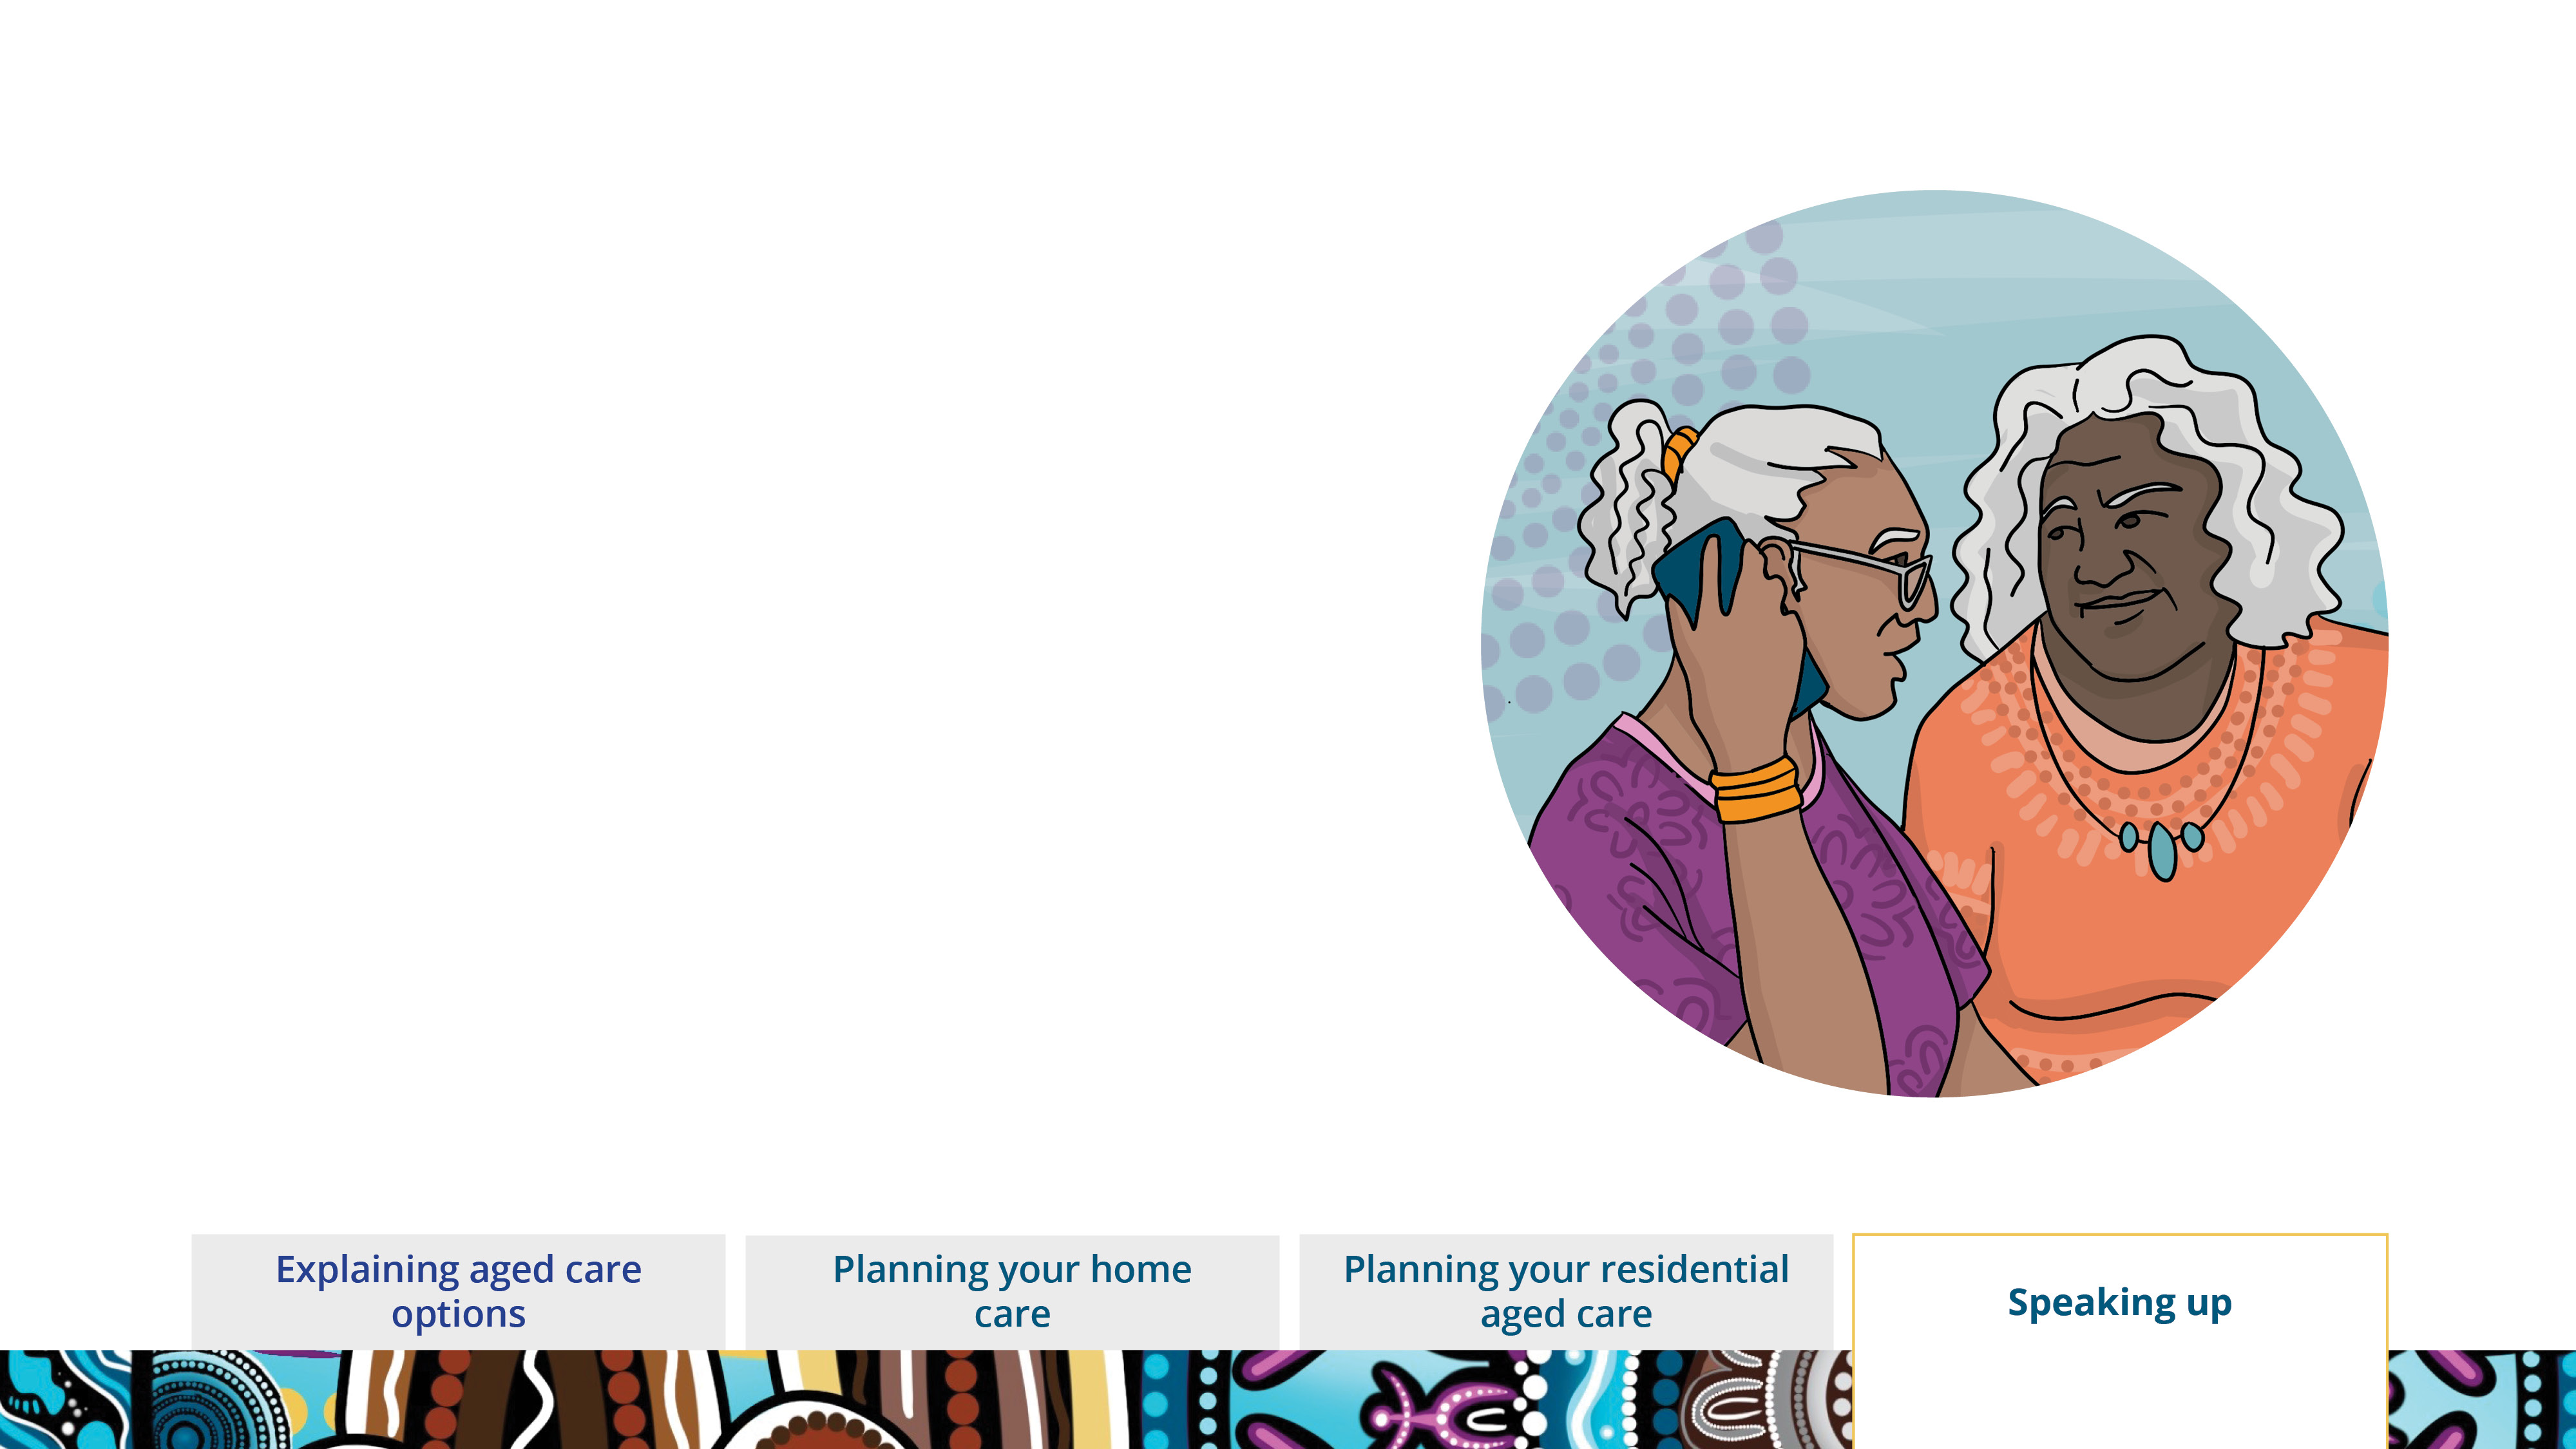 Explaining aged care
options
Planning your home
care
Planning your residential
aged care
Speaking up